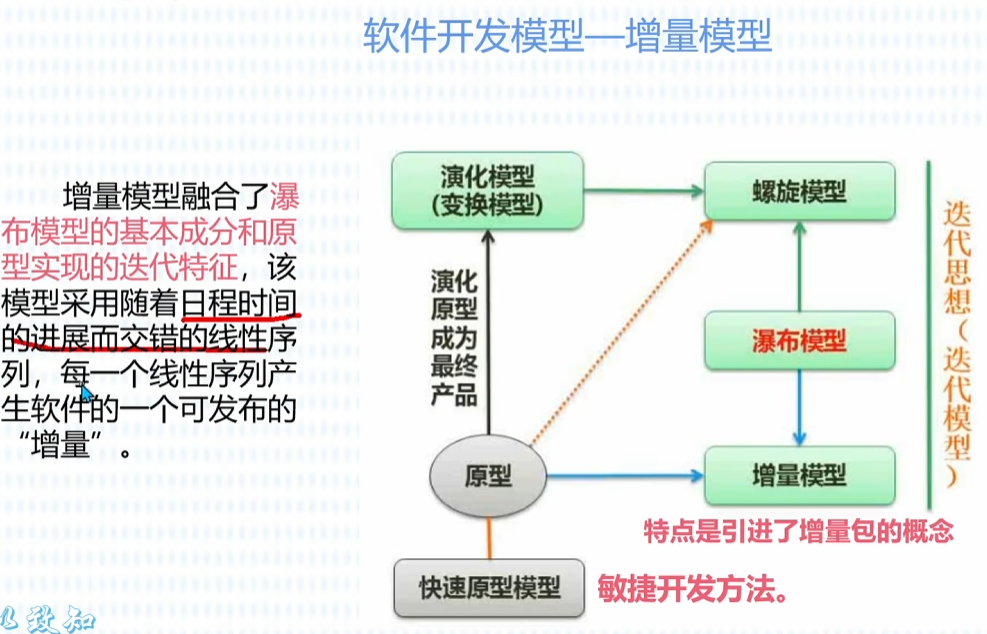 软件开发模型—增量模型
增量模型融合了瀑
布模型的基本成分和原
型实现的迭代特征，该
模型采用随着日程时间
的进展而交错的线性序
列，每一个线性序列产
生软件的一个可发布的
“增量”。
演化模型
(变换模型)
螺旋模型
演化
原型
成为
最终
产品
瀑布模型
原型
增量模型
特点是引进了增量包的概念
快速原型模型
敏捷开发方法。
迭代思想（迭代模型）
以致知